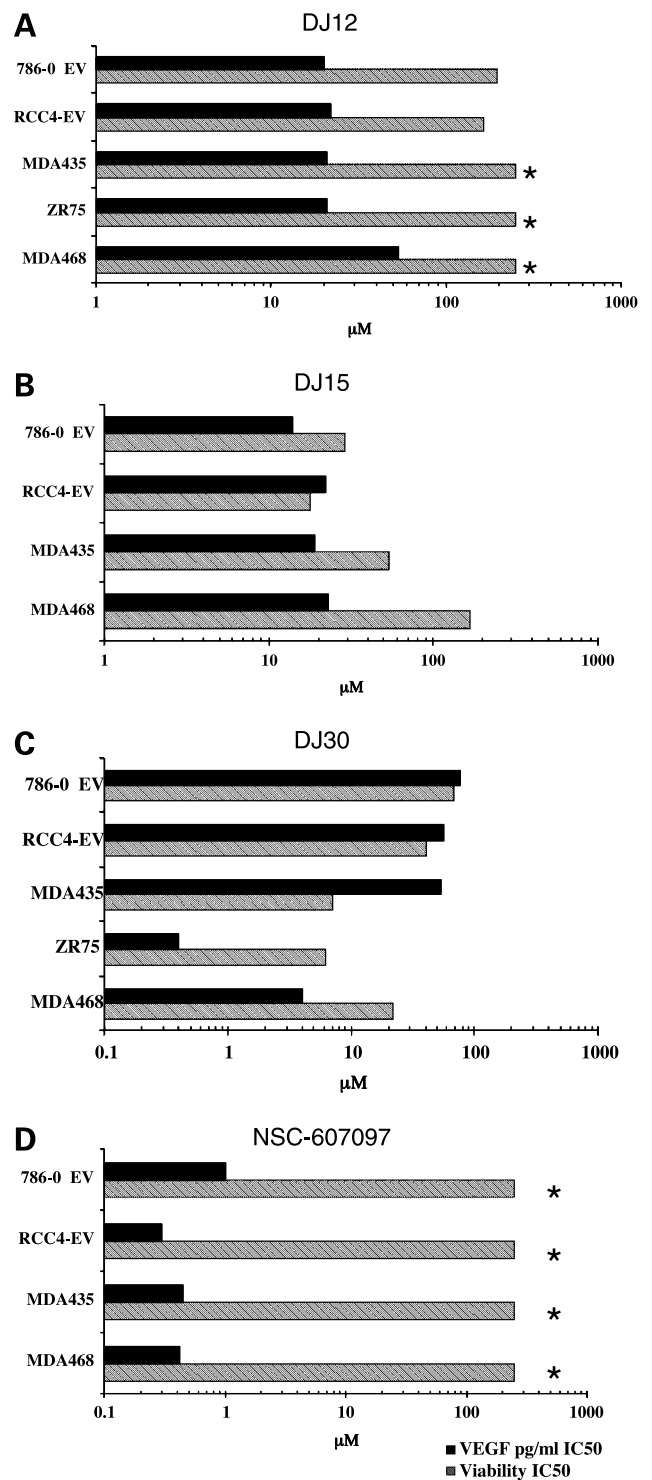 A
DJ12
786-0 EV
RCC4-EV
MDA435
*
ZR75
*
MDA468
*
1 10 100 1000
µM
B
DJ15
786-0 EV
RCC4-EV
MDA435
MDA468
1 10 100 1000
µM
C
DJ30
786-0 EV
RCC4-EV
MDA435
ZR75
MDA468
0.1 1 10 100 1000
µM
D
NSC-607097
786-0 EV
*
RCC4-EV
*
MDA435
*
MDA468
*
0.1 1 10 100 1000
µM
VEGF pg/ml IC50
Viability IC50